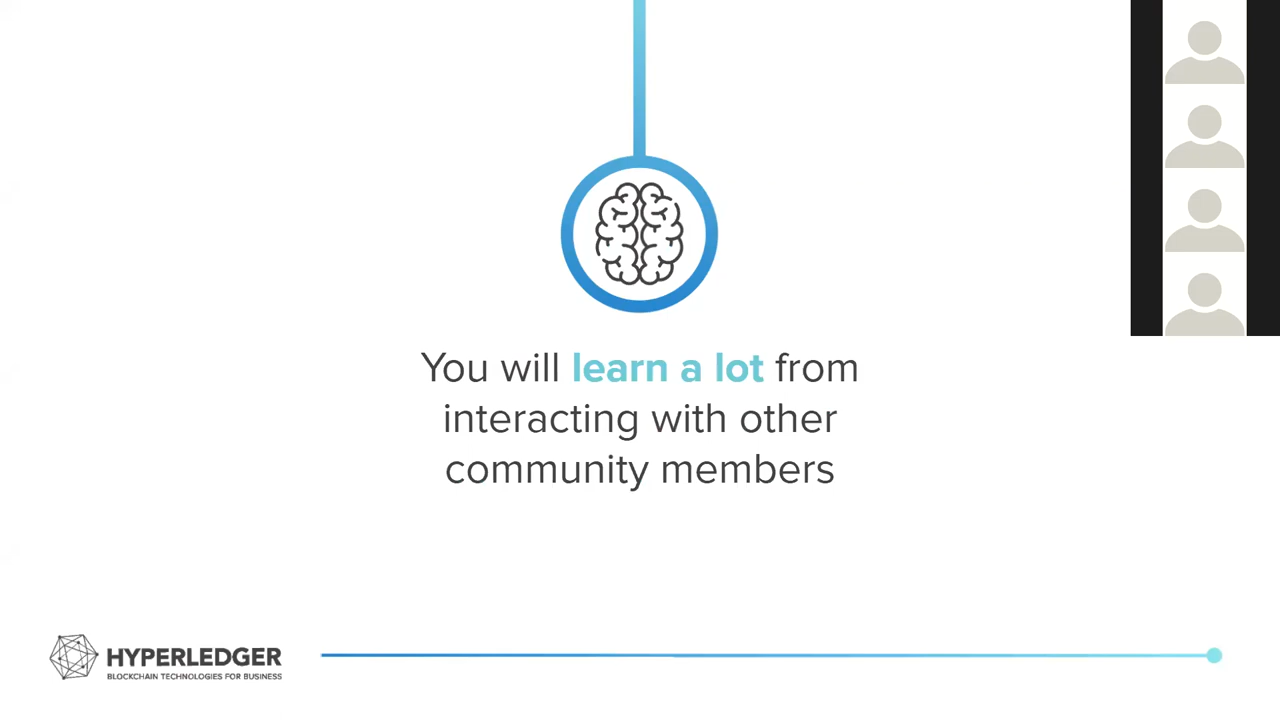 You will learn a lot from
interacting with other
community members
HYPERLEDGER
BLOCKCHAIN TECHNOLOGIES FOR BUSINESS